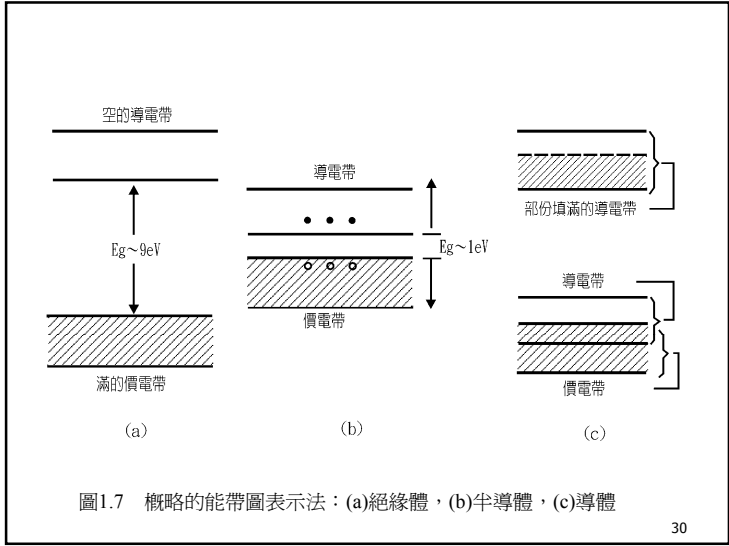 空的導電帶
Eg～9eV
滿的價電帶
(a)
導電帶
Eg～1eV
價電帶
(b)
部份填滿的導電帶
導電帶
價電帶
(c)
圖1.7 概略的能帶圖表示法：(a)絕緣體，(b)半導體，(c)導體
30